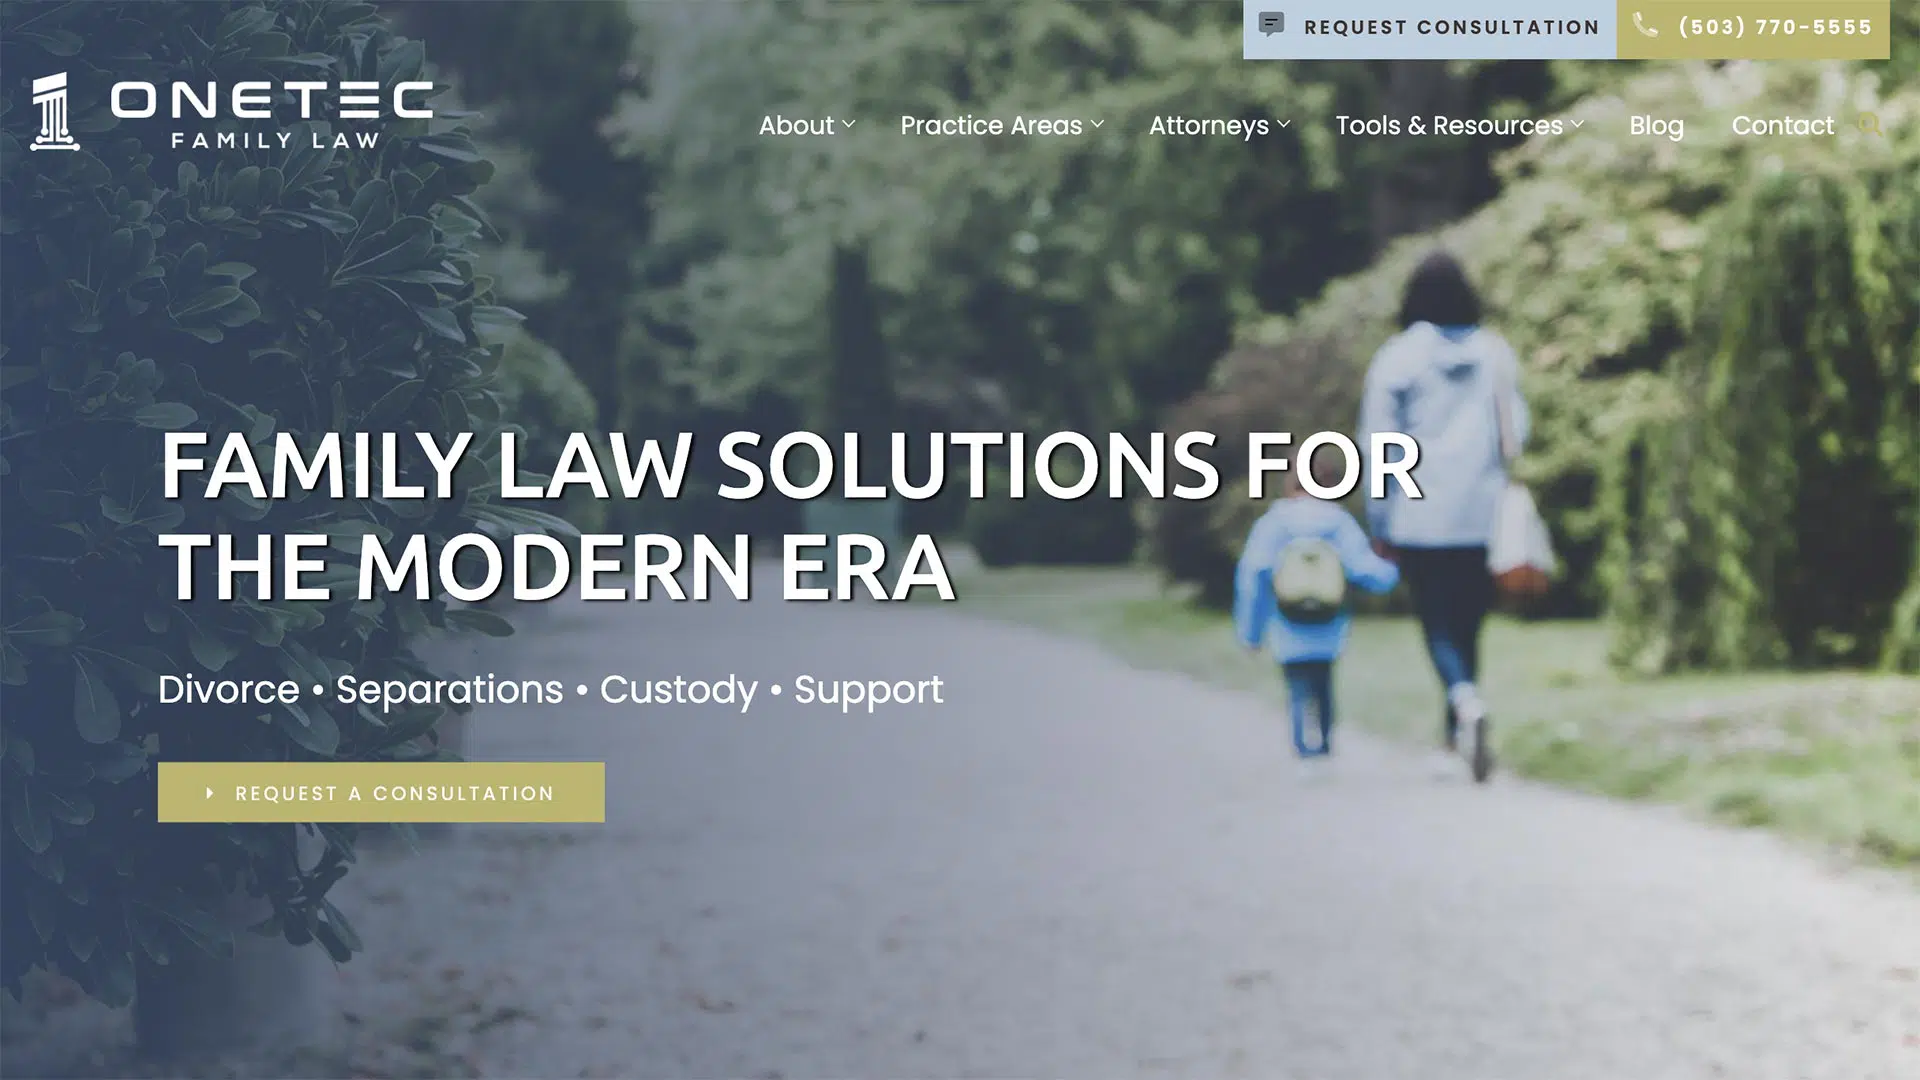 REQUEST CONSULTATION
(503) 770-5555
ONETEC
FAMILY LAW
About
Practice Areas
Attorneys
Tools & Resources
Blog
Contact
FAMILY LAW SOLUTIONS FOR
THE MODERN ERA
Divorce • Separations • Custody • Support
REQUEST A CONSULTATION